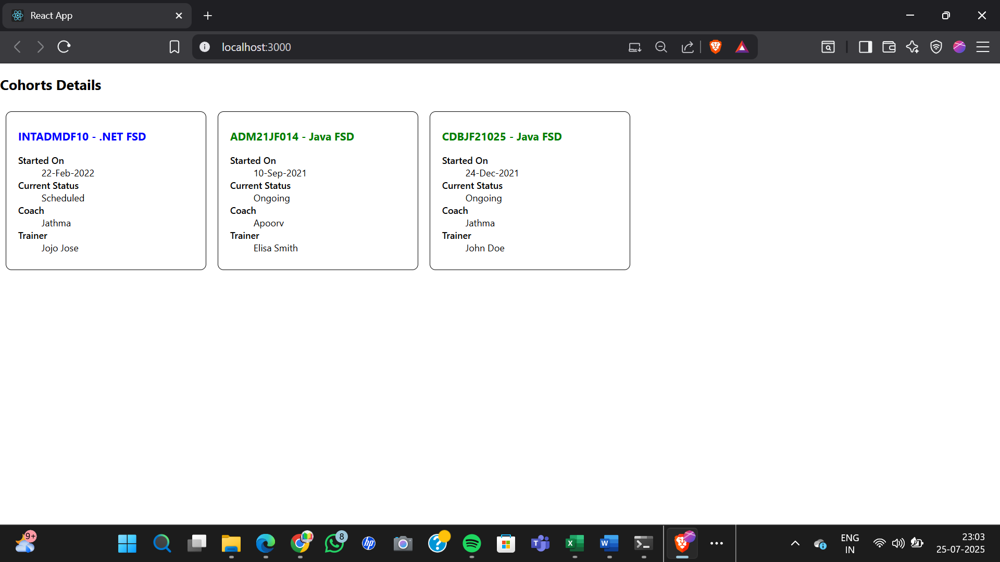 React App
localhost:3000
Cohorts Details
INTADMDF10 - .NET FSD
Started On
22-Feb-2022
Current Status
Scheduled
Coach
Jathma
Trainer
Jojo Jose
ADM21JF014 - Java FSD
Started On
10-Sep-2021
Current Status
Ongoing
Coach
Apoorv
Trainer
Elisa Smith
CDBJF21025 - Java FSD
Started On
24-Dec-2021
Current Status
Ongoing
Coach
Jathma
Trainer
John Doe
9+
8
ENG
IN
23:03
25-07-2025